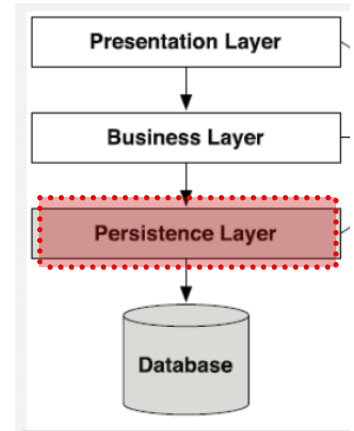 Presentation Layer
Business Layer
Persistence Layer
Database